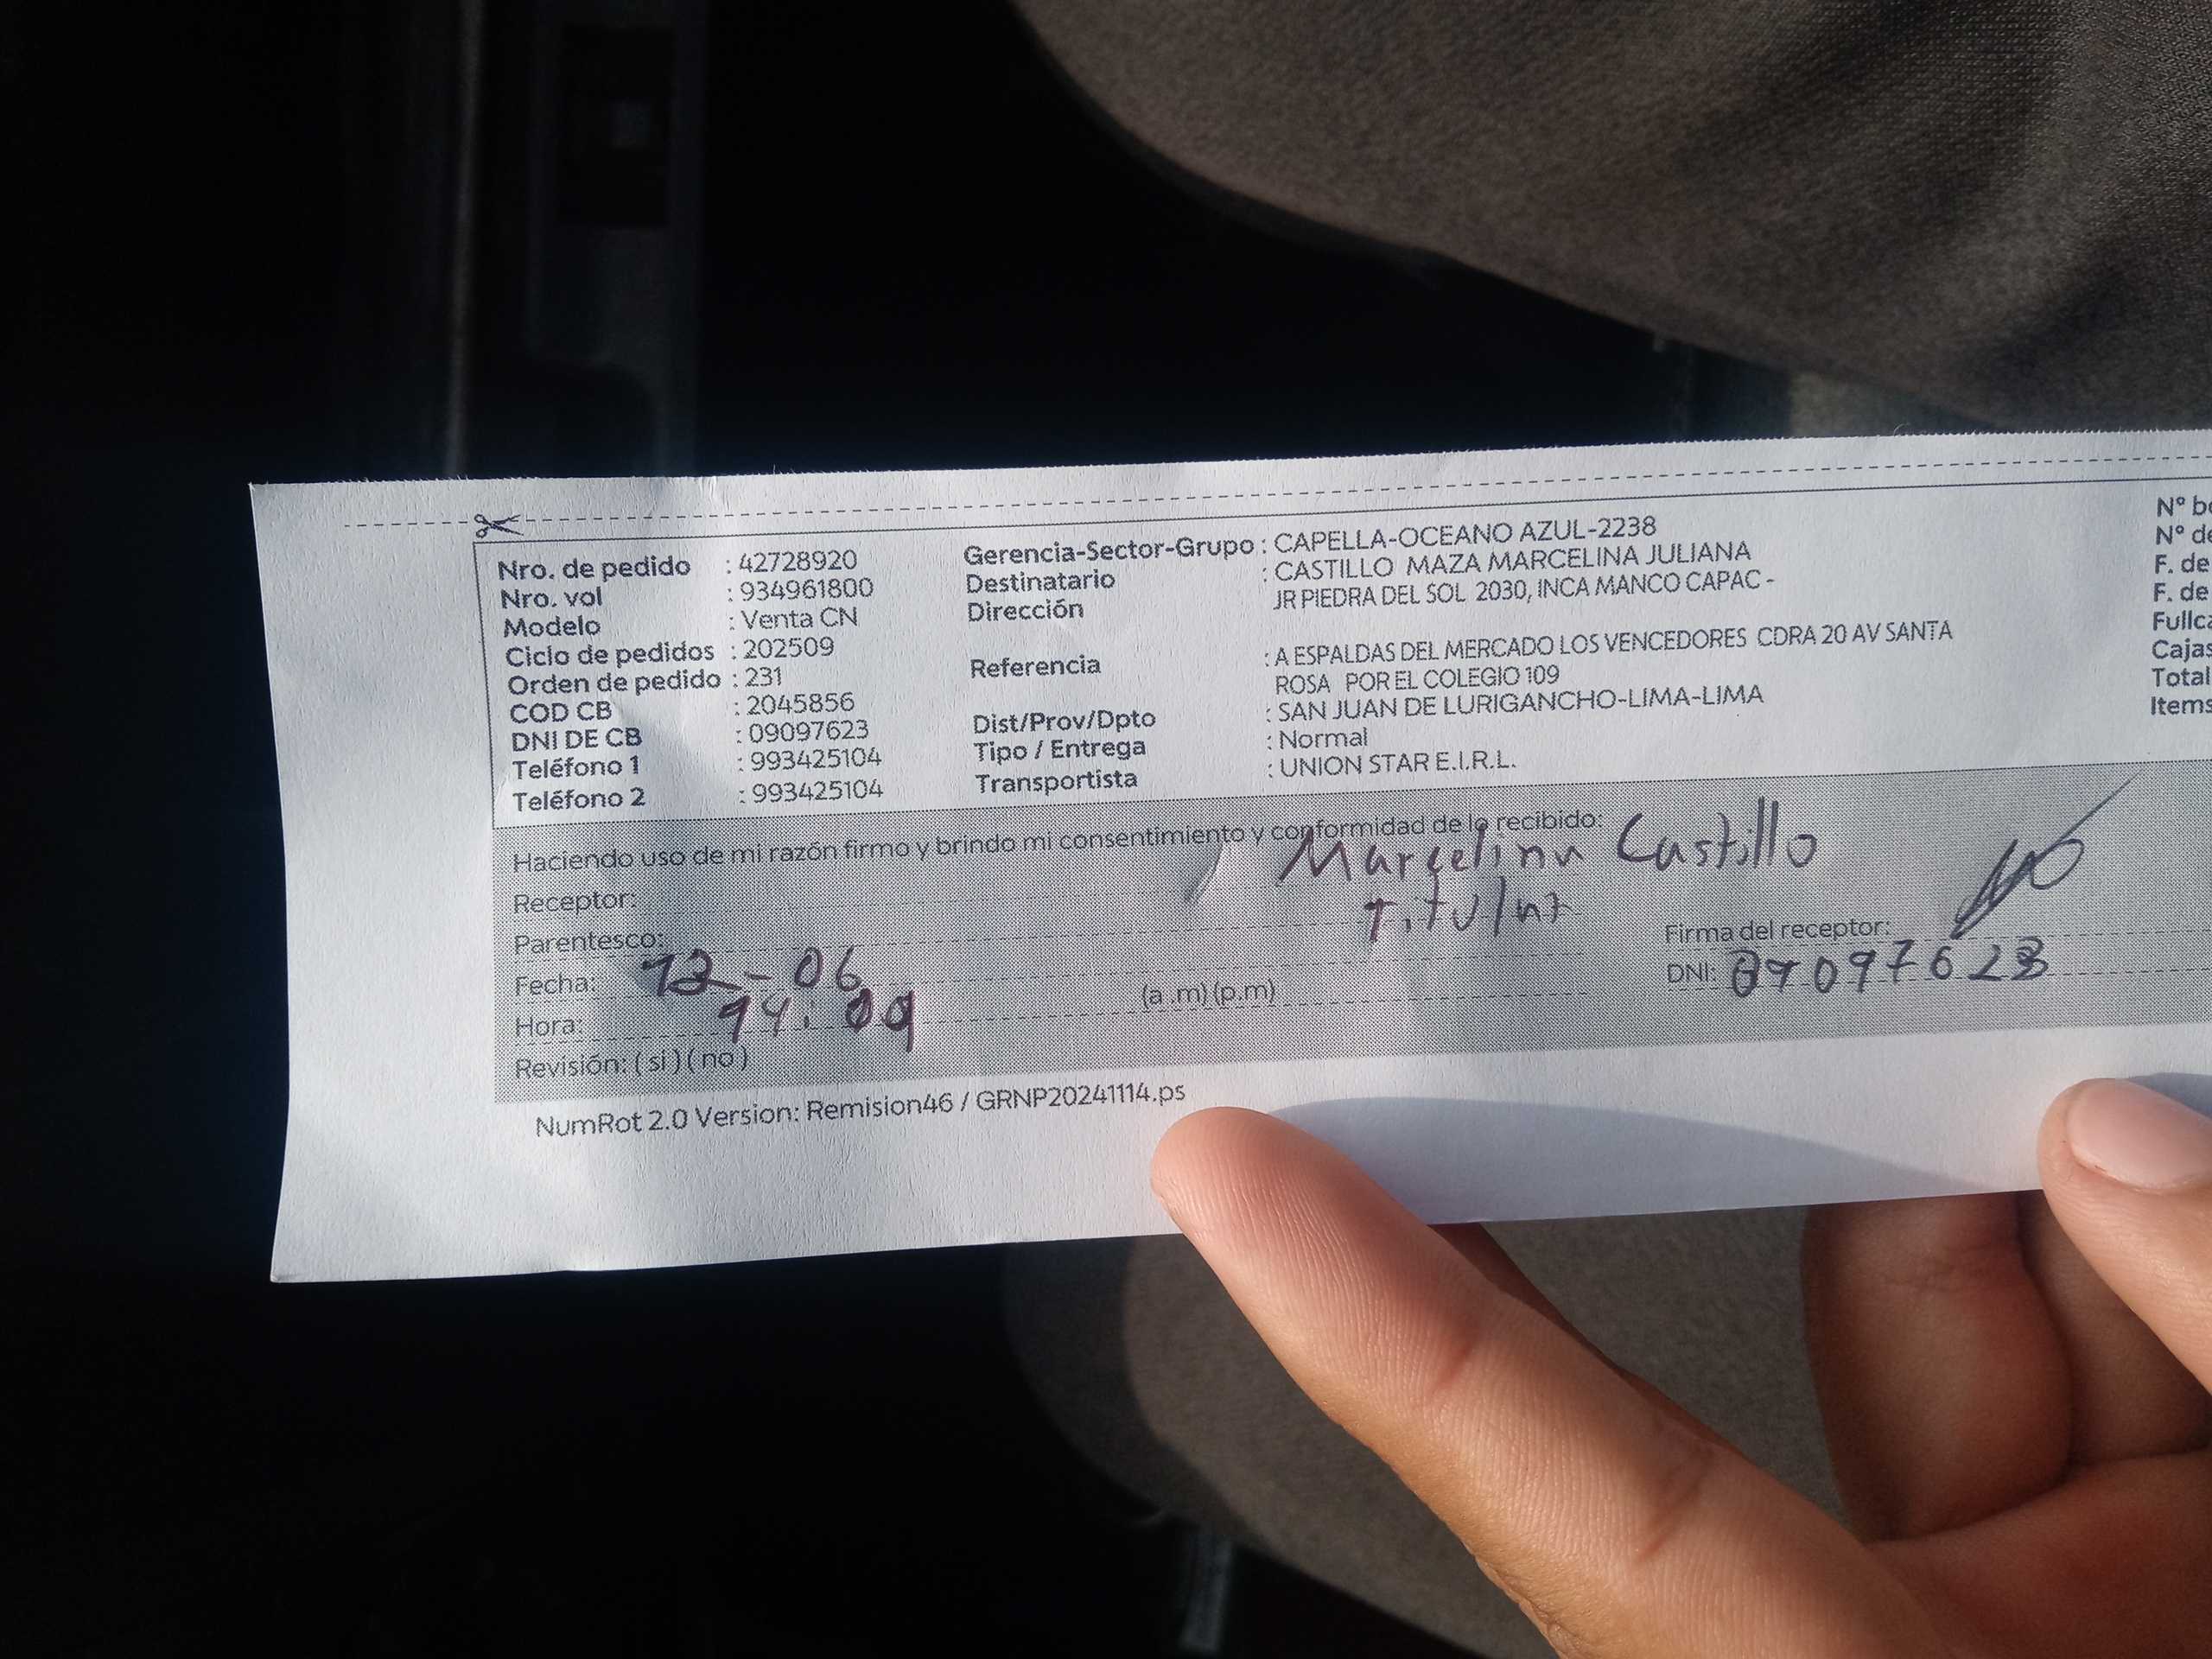 Nro. de pedido : 42728920
Nro. vol : 934961800
Modelo : Venta CN
Ciclo de pedidos : 202509
Orden de pedido : 231
COD CB : 2045856
DNI DE CB : 09097623
Teléfono 1 : 993425104
Teléfono 2 : 993425104
Gerencia-Sector-Grupo : CAPELLA-OCEANO AZUL-2238
Destinatario : CASTILLO MAZA MARCELINA JULIANA
Dirección JR PIEDRA DEL SOL 2030, INCA MANCO CAPAC -
Referencia : A ESPALDAS DEL MERCADO LOS VENCEDORES CDRA 20 AV SANTA
ROSA POR EL COLEGIO 109
Dist/Prov/Dpto : SAN JUAN DE LURIGANCHO-LIMA-LIMA
Tipo / Entrega : Normal
Transportista : UNION STAR E.I.R.L.
Nº
Nº
F. de
F. de
Cajas
Total
Items
Haciendo uso de mi razón firmo y brindo mi consentimiento y conformidad de lo recibido:
Receptor: Marcelina Castillo
Parentesco: Titular
Firma del receptor:
Fecha: 12-06
DNI: 09097623
Hora: 14:09 (a .m) (p.m)
Revisión: ( si ) ( no )
NumRot 2.0 Version: Remision46 / GRNP20241114.ps